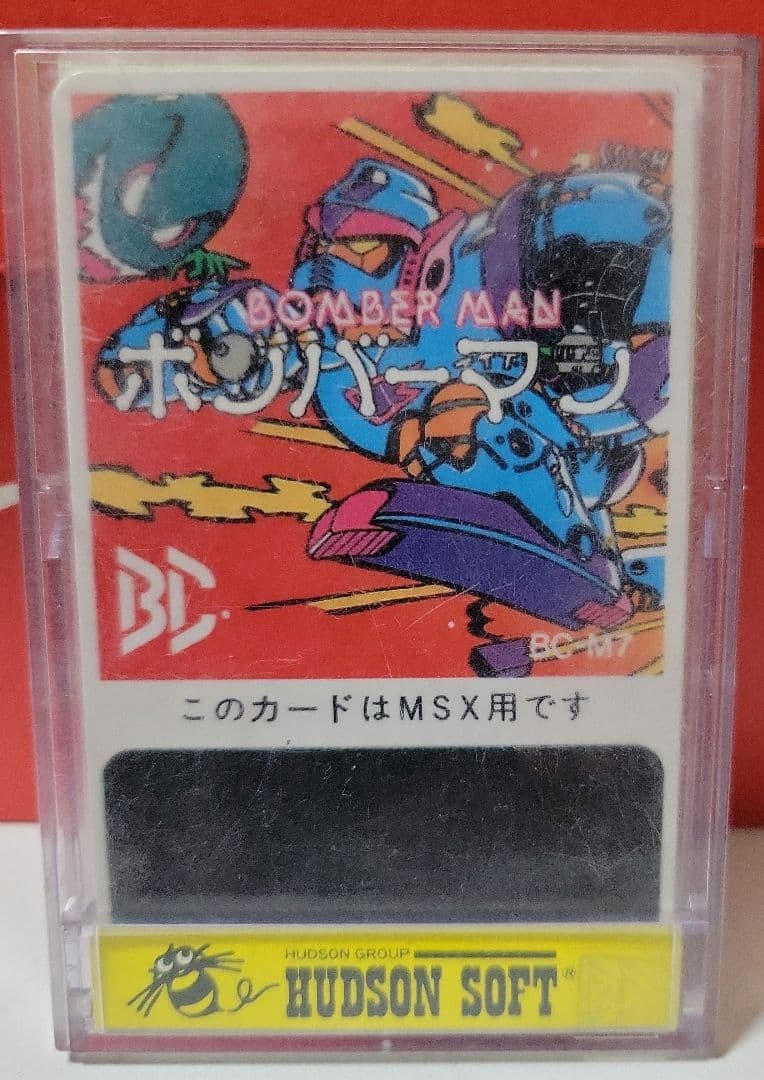 BOMBER MAN
ボンバーマン
BC
BC-M7
このカードはMSX用です
HUDSON GROUP
HUDSON SOFT®